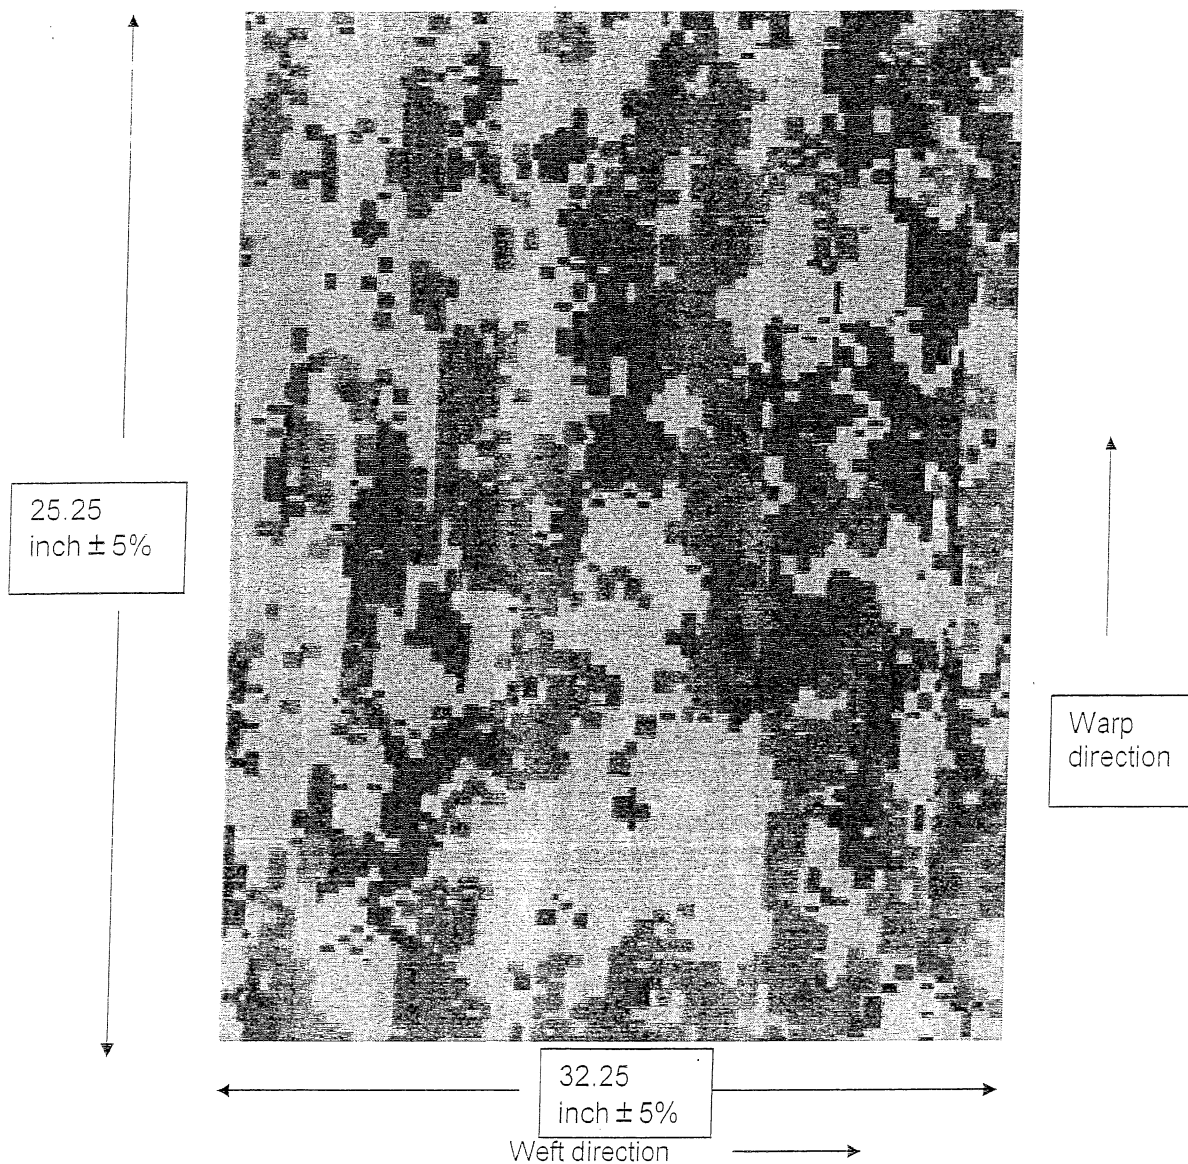 25.25
inch ± 5%
Warp
direction
32.25
inch ± 5%
Weft direction